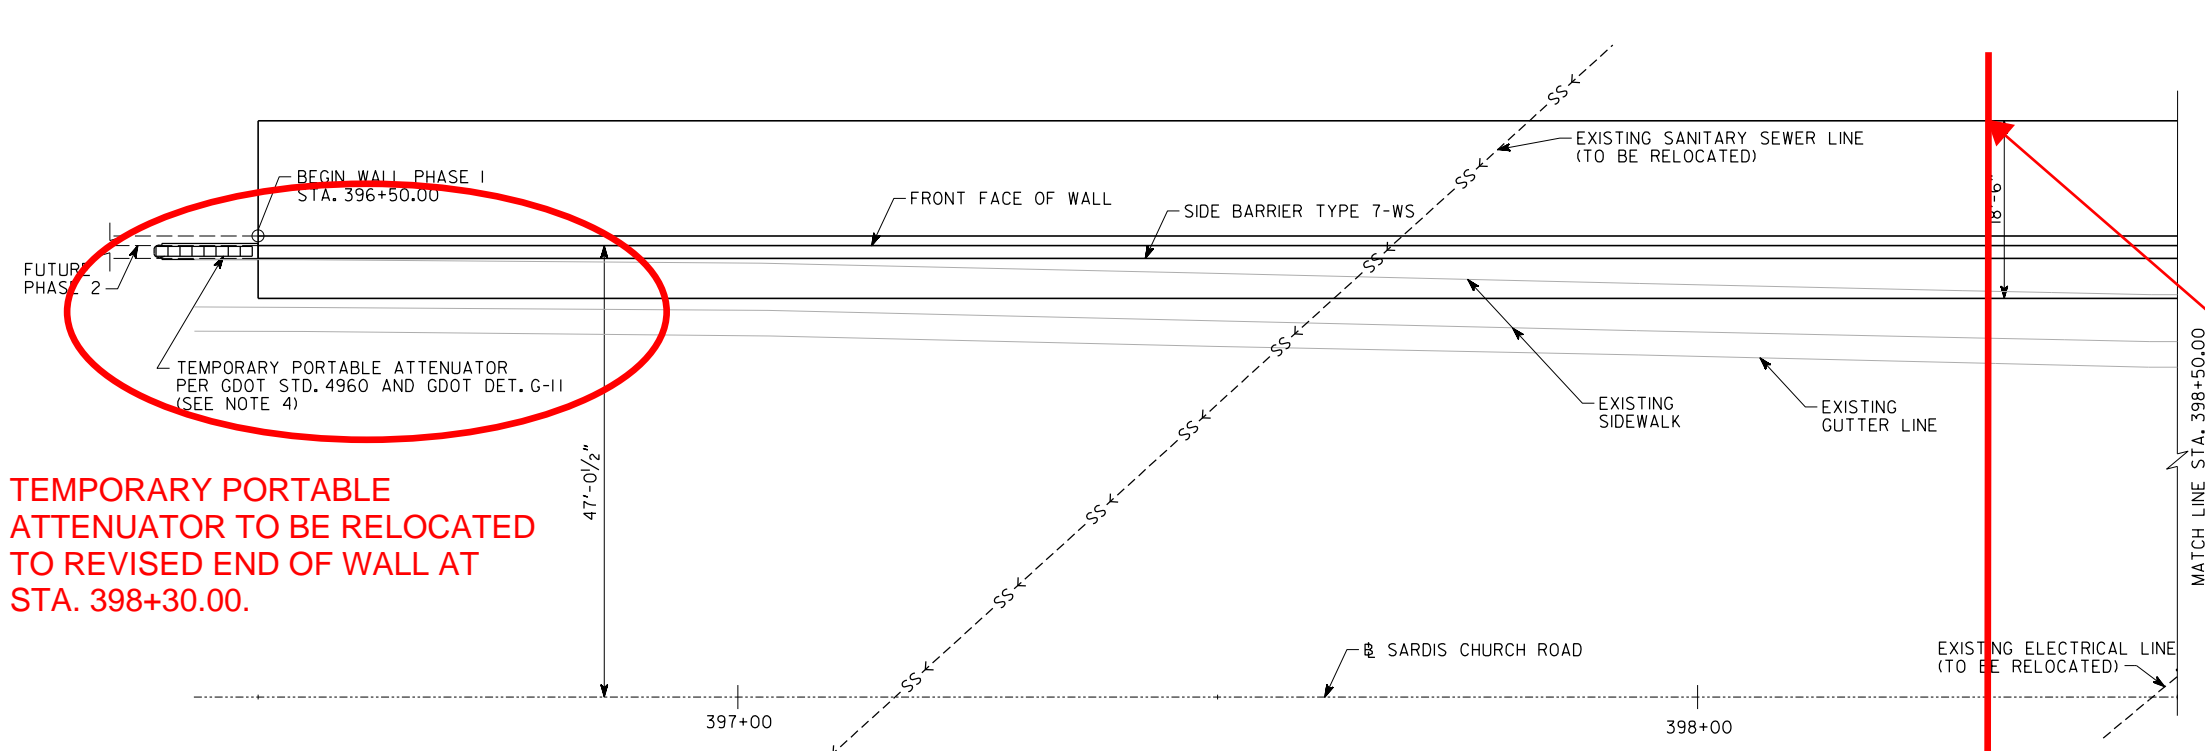 EXISTING SANITARY SEWER LINE
(TO BE RELOCATED)
BEGIN WALL PHASE I
STA. 396+50.00
FRONT FACE OF WALL
SIDE BARRIER TYPE 7-WS
18'-6"
FUTURE
PHASE 2
TEMPORARY PORTABLE ATTENUATOR
PER GDOT STD. 4960 AND GDOT DET. G-11
(SEE NOTE 4)
EXISTING
SIDEWALK
EXISTING
GUTTER LINE
47'-0½"
MATCH LINE STA. 398+50.00
TEMPORARY PORTABLE
ATTENUATOR TO BE RELOCATED
TO REVISED END OF WALL AT
STA. 398+30.00.
SS
SS
SS
SS
SS
SS
SS
SS
℄ SARDIS CHURCH ROAD
EXISTING ELECTRICAL LINE
(TO BE RELOCATED)
397+00
398+00